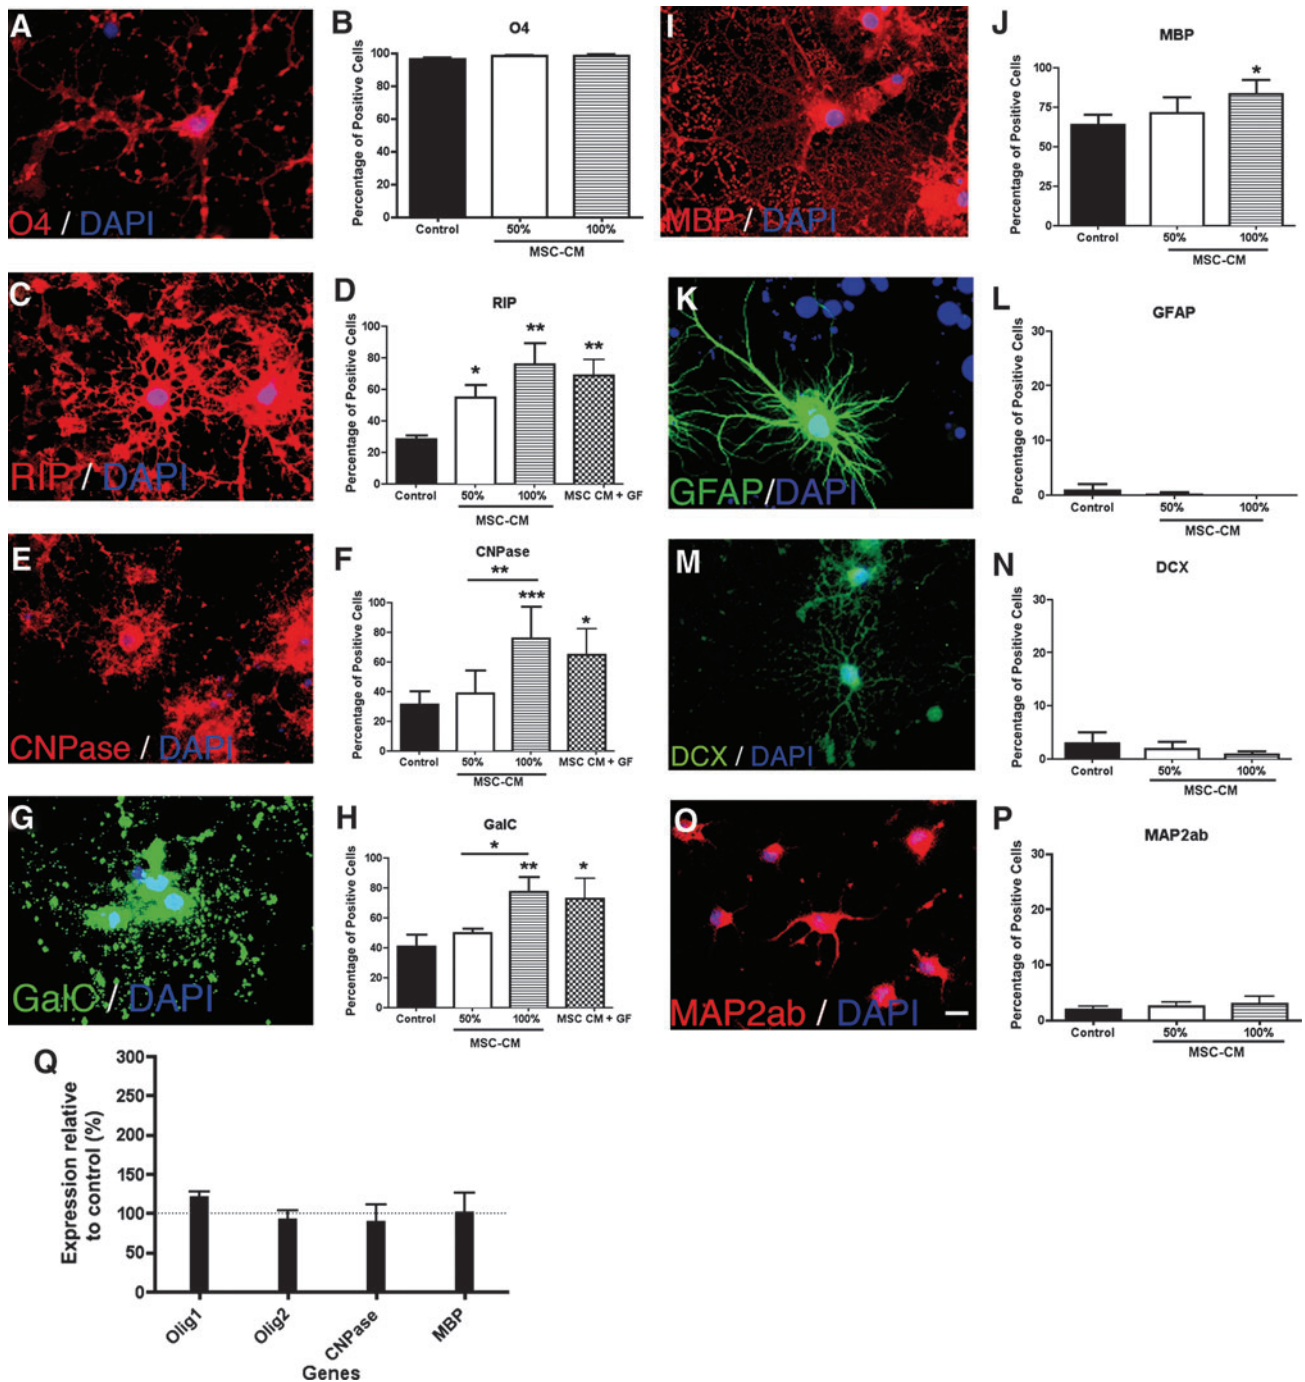 A
O4 / DAPI
B
O4
Percentage of Positive Cells
100
80
60
40
20
0
Control
50%
100%
MSC-CM
C
RIP / DAPI
D
RIP
Percentage of Positive Cells
100
80
60
40
20
0
*
**
**
Control
50%
100%
MSC CM + GF
MSC-CM
E
CNPase / DAPI
F
CNPase
Percentage of Positive Cells
100
80
60
40
20
0
**
***
*
Control
50%
100%
MSC CM + GF
MSC-CM
G
GalC / DAPI
H
GalC
Percentage of Positive Cells
100
80
60
40
20
0
*
**
*
Control
50%
100%
MSC CM + GF
MSC-CM
I
MBP / DAPI
J
MBP
Percentage of Positive Cells
100
75
50
25
0
*
Control
50%
100%
MSC-CM
K
GFAP/DAPI
L
GFAP
Percentage of Positive Cells
30
20
10
0
Control
50%
100%
MSC-CM
M
DCX / DAPI
N
DCX
Percentage of Positive Cells
30
20
10
0
Control
50%
100%
MSC-CM
O
MAP2ab / DAPI
P
MAP2ab
Percentage of Positive Cells
30
20
10
0
Control
50%
100%
MSC-CM
Q
Expression relative
to control (%)
300
250
200
150
100
50
0
Olig1
Olig2
CNPase
MBP
Genes